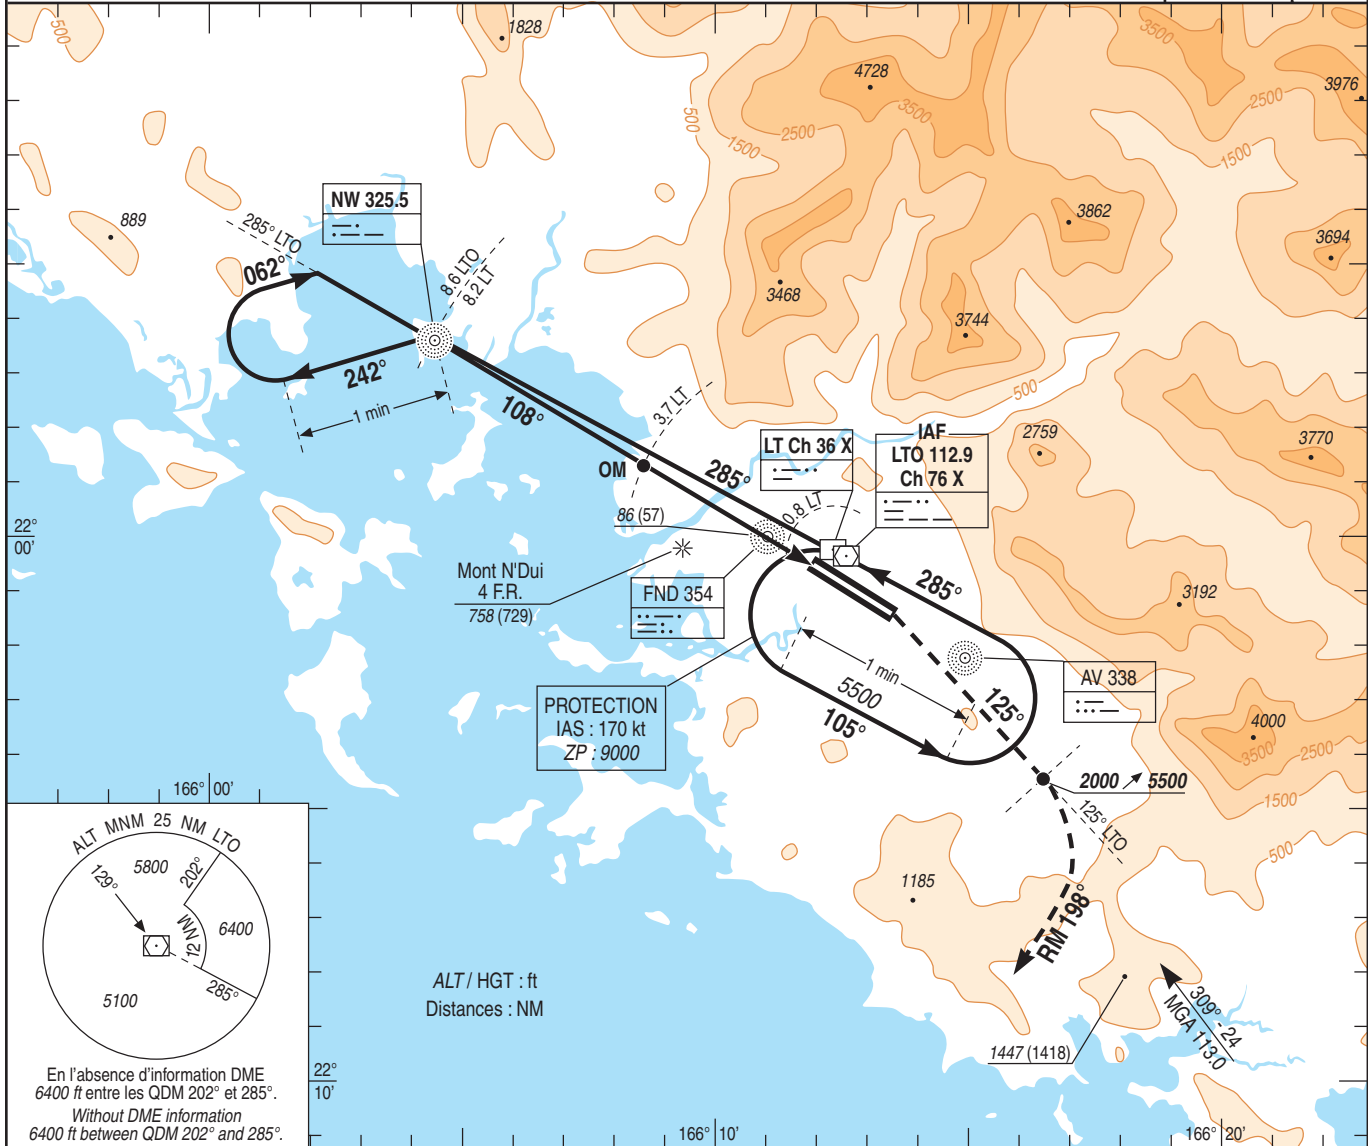 500
1828
4728
3500
3976
3500
2500
2500
500
1500
1500
NW 325.5
889
285° LTO
062°
8.6 LTO
8.2 LT
3862
3694
3468
3744
242°
1 min
108°
3.7 LT
500
OM
285°
LT Ch 36 X
IAF
LTO 112.9
Ch 76 X
2759
3770
0.8 LT
86 (57)
22°
00'
Mont N'Dui
4 F.R.
758 (729)
FND 354
285°
3192
1 min
5500
105°
125°
AV 338
PROTECTION
IAS : 170 kt
ZP : 9000
4000
3500
2500
2000 5500
1500
125° LTO
500
166° 00'
ALT MNM 25 NM LTO
129°
5800
202°
6400
12 NM
285°
5100
1185
RM 198°
ALT / HGT : ft
Distances : NM
309° - 24
MGA 113.0
1447 (1418)
En l'absence d'information DME
6400 ft entre les QDM 202° et 285°.
Without DME information
6400 ft between QDM 202° and 285°.
22°
10'
166° 10'
166° 20'